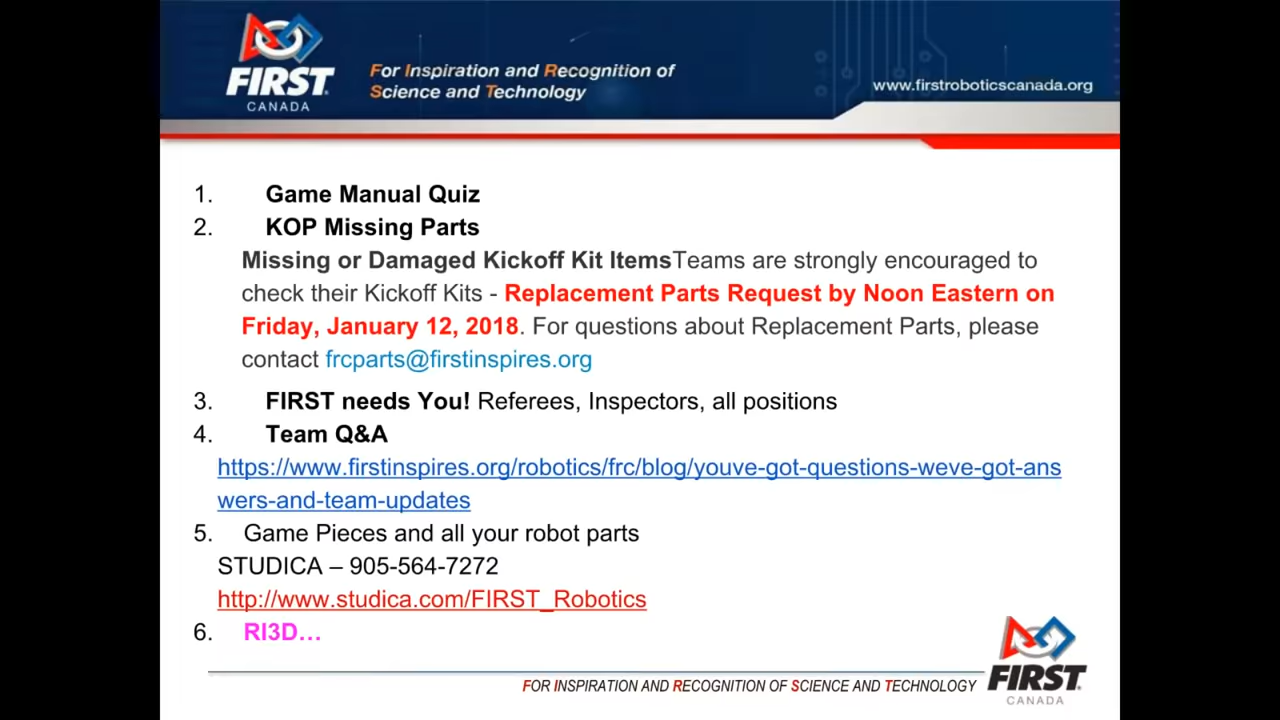 FIRST
CANADA
For Inspiration and Recognition of
Science and Technology
www.firstroboticscanada.org
1. Game Manual Quiz
2. KOP Missing Parts
Missing or Damaged Kickoff Kit ItemsTeams are strongly encouraged to
check their Kickoff Kits - Replacement Parts Request by Noon Eastern on
Friday, January 12, 2018. For questions about Replacement Parts, please
contact frcparts@firstinspires.org
3. FIRST needs You! Referees, Inspectors, all positions
4. Team Q&A
https://www.firstinspires.org/robotics/frc/blog/youve-got-questions-weve-got-ans
wers-and-team-updates
5. Game Pieces and all your robot parts
STUDICA – 905-564-7272
http://www.studica.com/FIRST_Robotics
6. RI3D…
FOR INSPIRATION AND RECOGNITION OF SCIENCE AND TECHNOLOGY
FIRST
CANADA